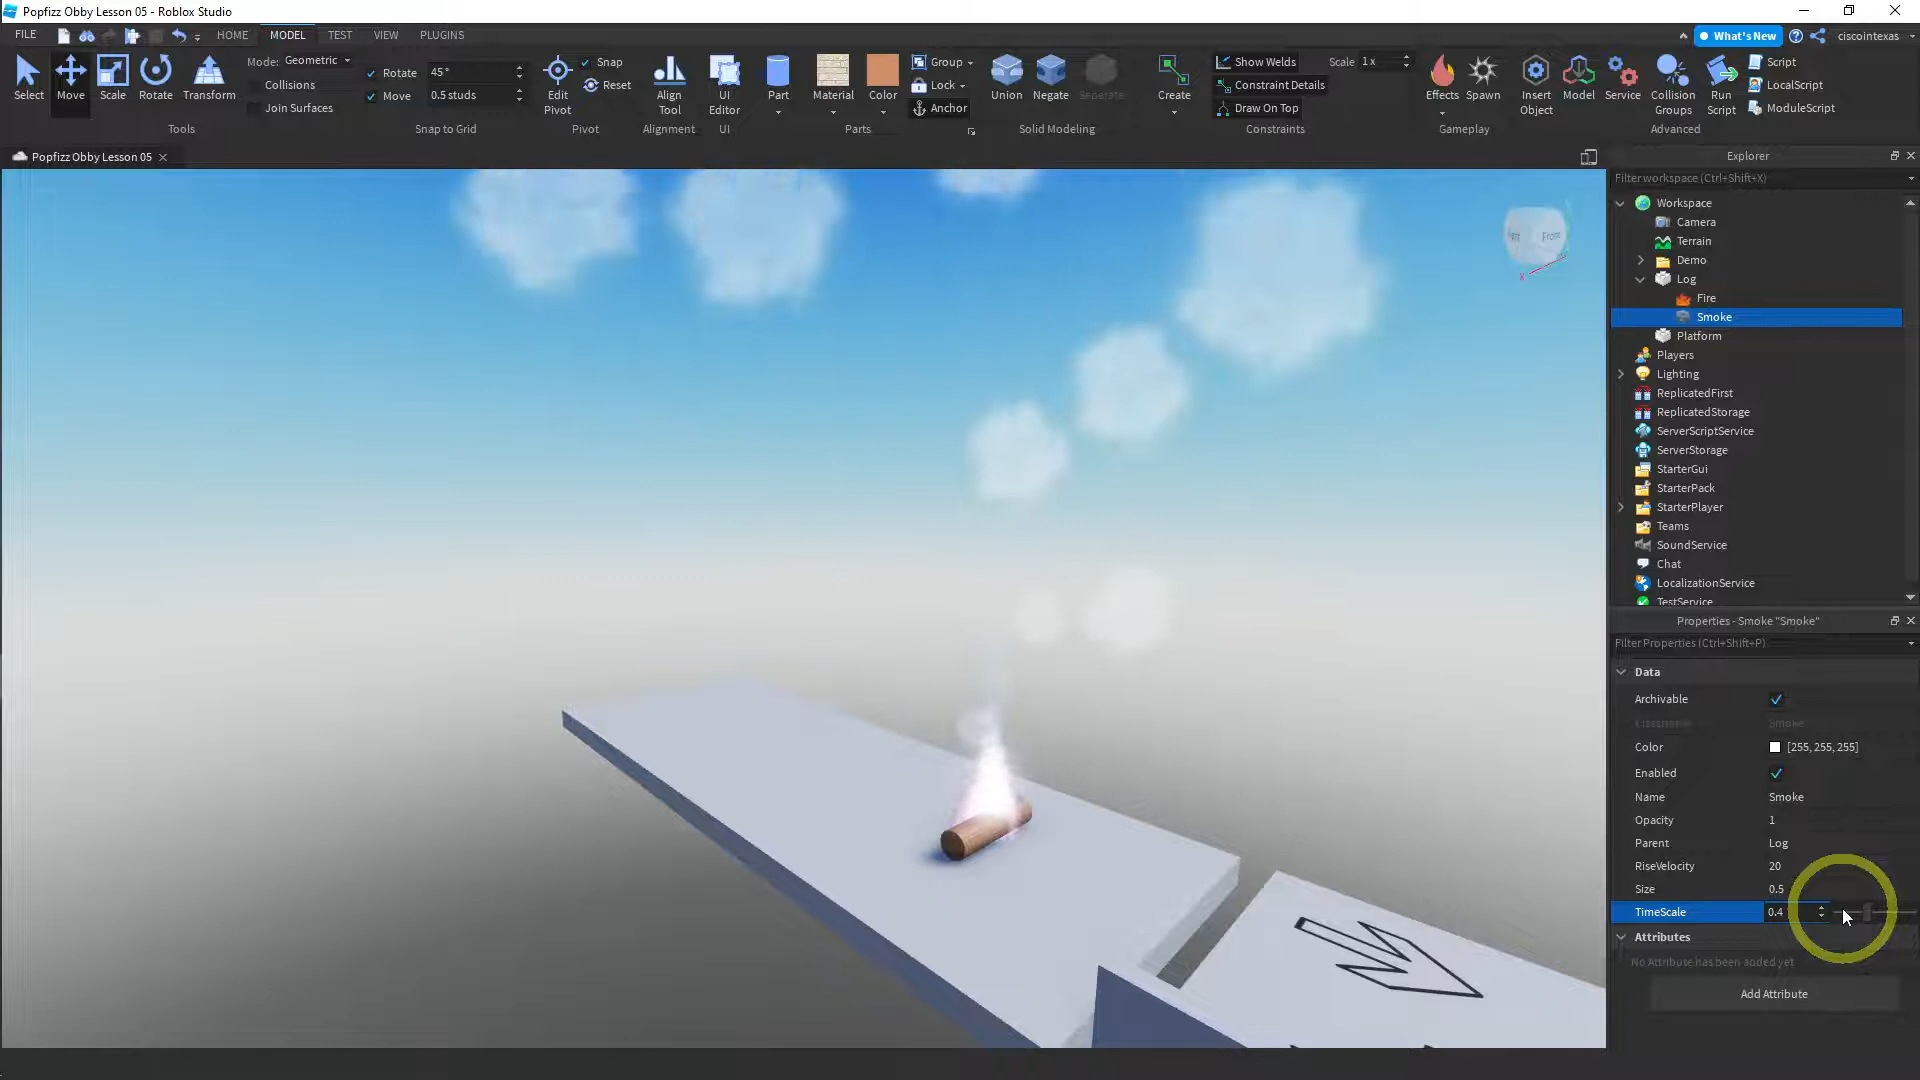 Popfizz Obby Lesson 05 - Roblox Studio
FILE HOME MODEL TEST VIEW PLUGINS What's New ciscointexas
Mode: Geometric
Collisions
Join Surfaces
Select Move Scale Rotate Transform
Tools
Rotate 45°
Move 0.5 studs
Snap to Grid
Edit Pivot
Snap
Reset
Pivot
Align Tool
Alignment
UI Editor
UI
Part Material Color
Group
Lock
Anchor
Parts
Union Negate Separate
Solid Modeling
Create
Show Welds
Constraint Details
Draw On Top
Scale 1x
Constraints
Effects Spawn
Gameplay
Insert Object
Model
Service
Collision Groups
Run Script
Script
LocalScript
ModuleScript
Advanced
Popfizz Obby Lesson 05
Front
X
Explorer
Filter workspace (Ctrl+Shift+X)
Workspace
Camera
Terrain
Demo
Log
Fire
Smoke
Platform
Players
Lighting
ReplicatedFirst
ReplicatedStorage
ServerScriptService
ServerStorage
StarterGui
StarterPack
StarterPlayer
Teams
SoundService
Chat
LocalizationService
TestService
Properties - Smoke "Smoke"
Filter Properties (Ctrl+Shift+P)
Data
Archivable
ClassName Smoke
Color [255, 255, 255]
Enabled
Name Smoke
Opacity 1
Parent Log
RiseVelocity 20
Size 0.5
TimeScale 0.4
Attributes
No Attribute has been added yet
Add Attribute